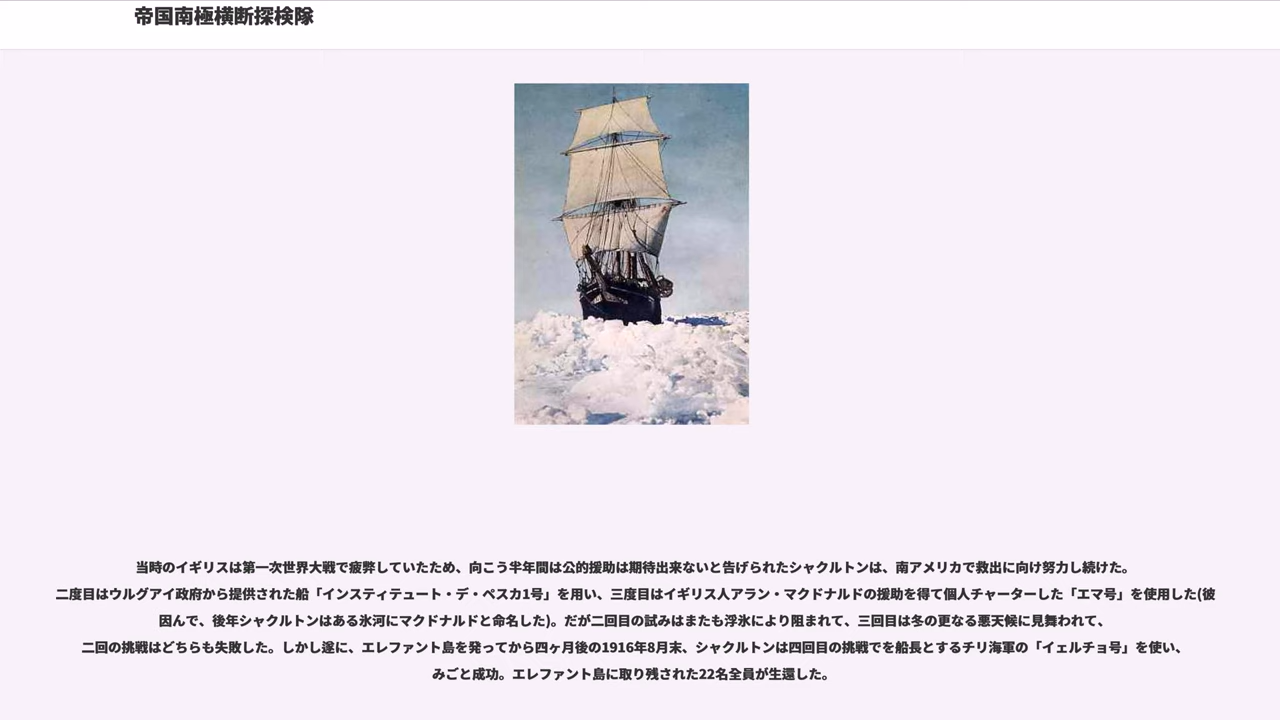 帝国南極横断探検隊
当時のイギリスは第一次世界大戦で疲弊していたため、向こう半年間は公的援助は期待出来ないと告げられたシャクルトンは、南アメリカで救出に向け努力し続けた。
二度目はウルグアイ政府から提供された船「インスティテュート・デ・ペスカ1号」を用い、三度目はイギリス人アラン・マクドナルドの援助を得て個人チャーターした「エマ号」を使用した(彼
因んで、後年シャクルトンはある氷河にマクドナルドと命名した)。だが二回目の試みはまたも浮氷により阻まれて、三回目は冬の更なる悪天候に見舞われて、
二回の挑戦はどちらも失敗した。しかし遂に、エレファント島を発ってから四ヶ月後の1916年8月末、シャクルトンは四回目の挑戦でを船長とするチリ海軍の「イェルチョ号」を使い、
みごと成功。エレファント島に取り残された22名全員が生還した。